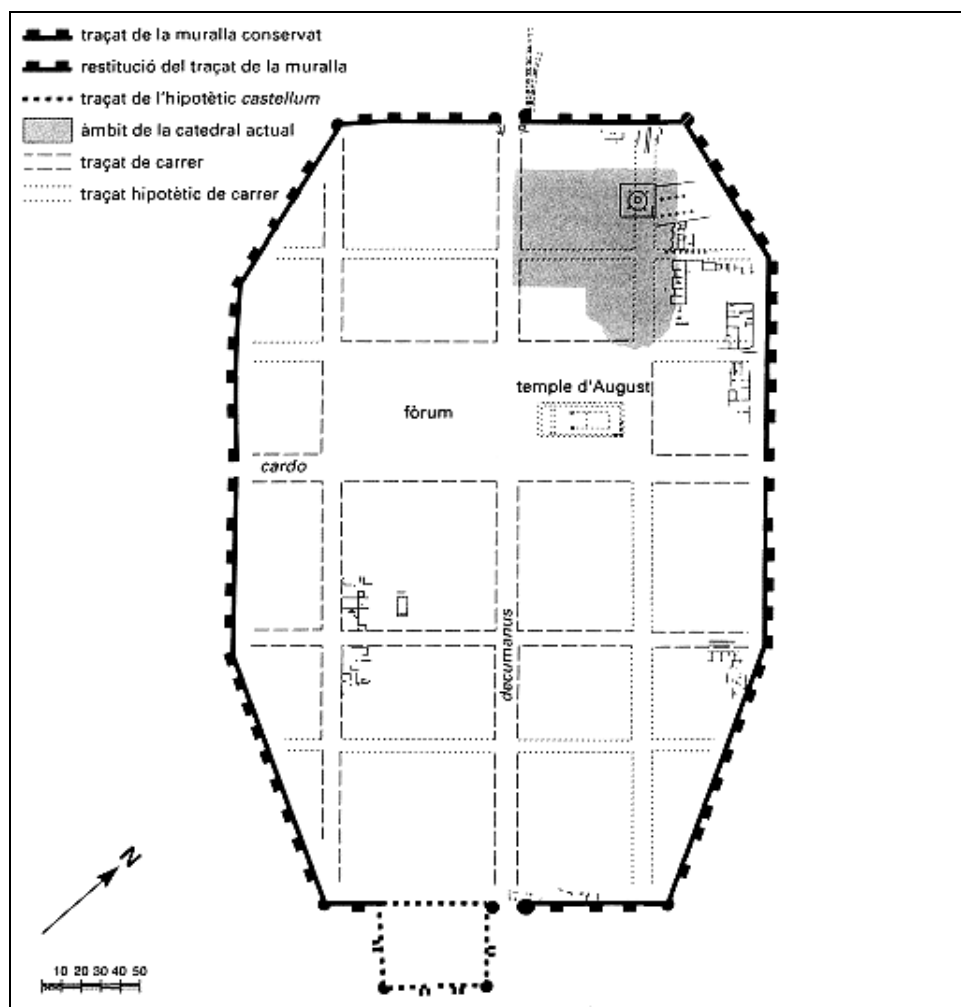 traçat de la muralla conservat
restitució del traçat de la muralla
traçat de l'hipotètic castellum
àmbit de la catedral actual
traçat de carrer
traçat hipotètic de carrer
temple d'August
fòrum
cardo
decumanus
N
10 20 30 40 50